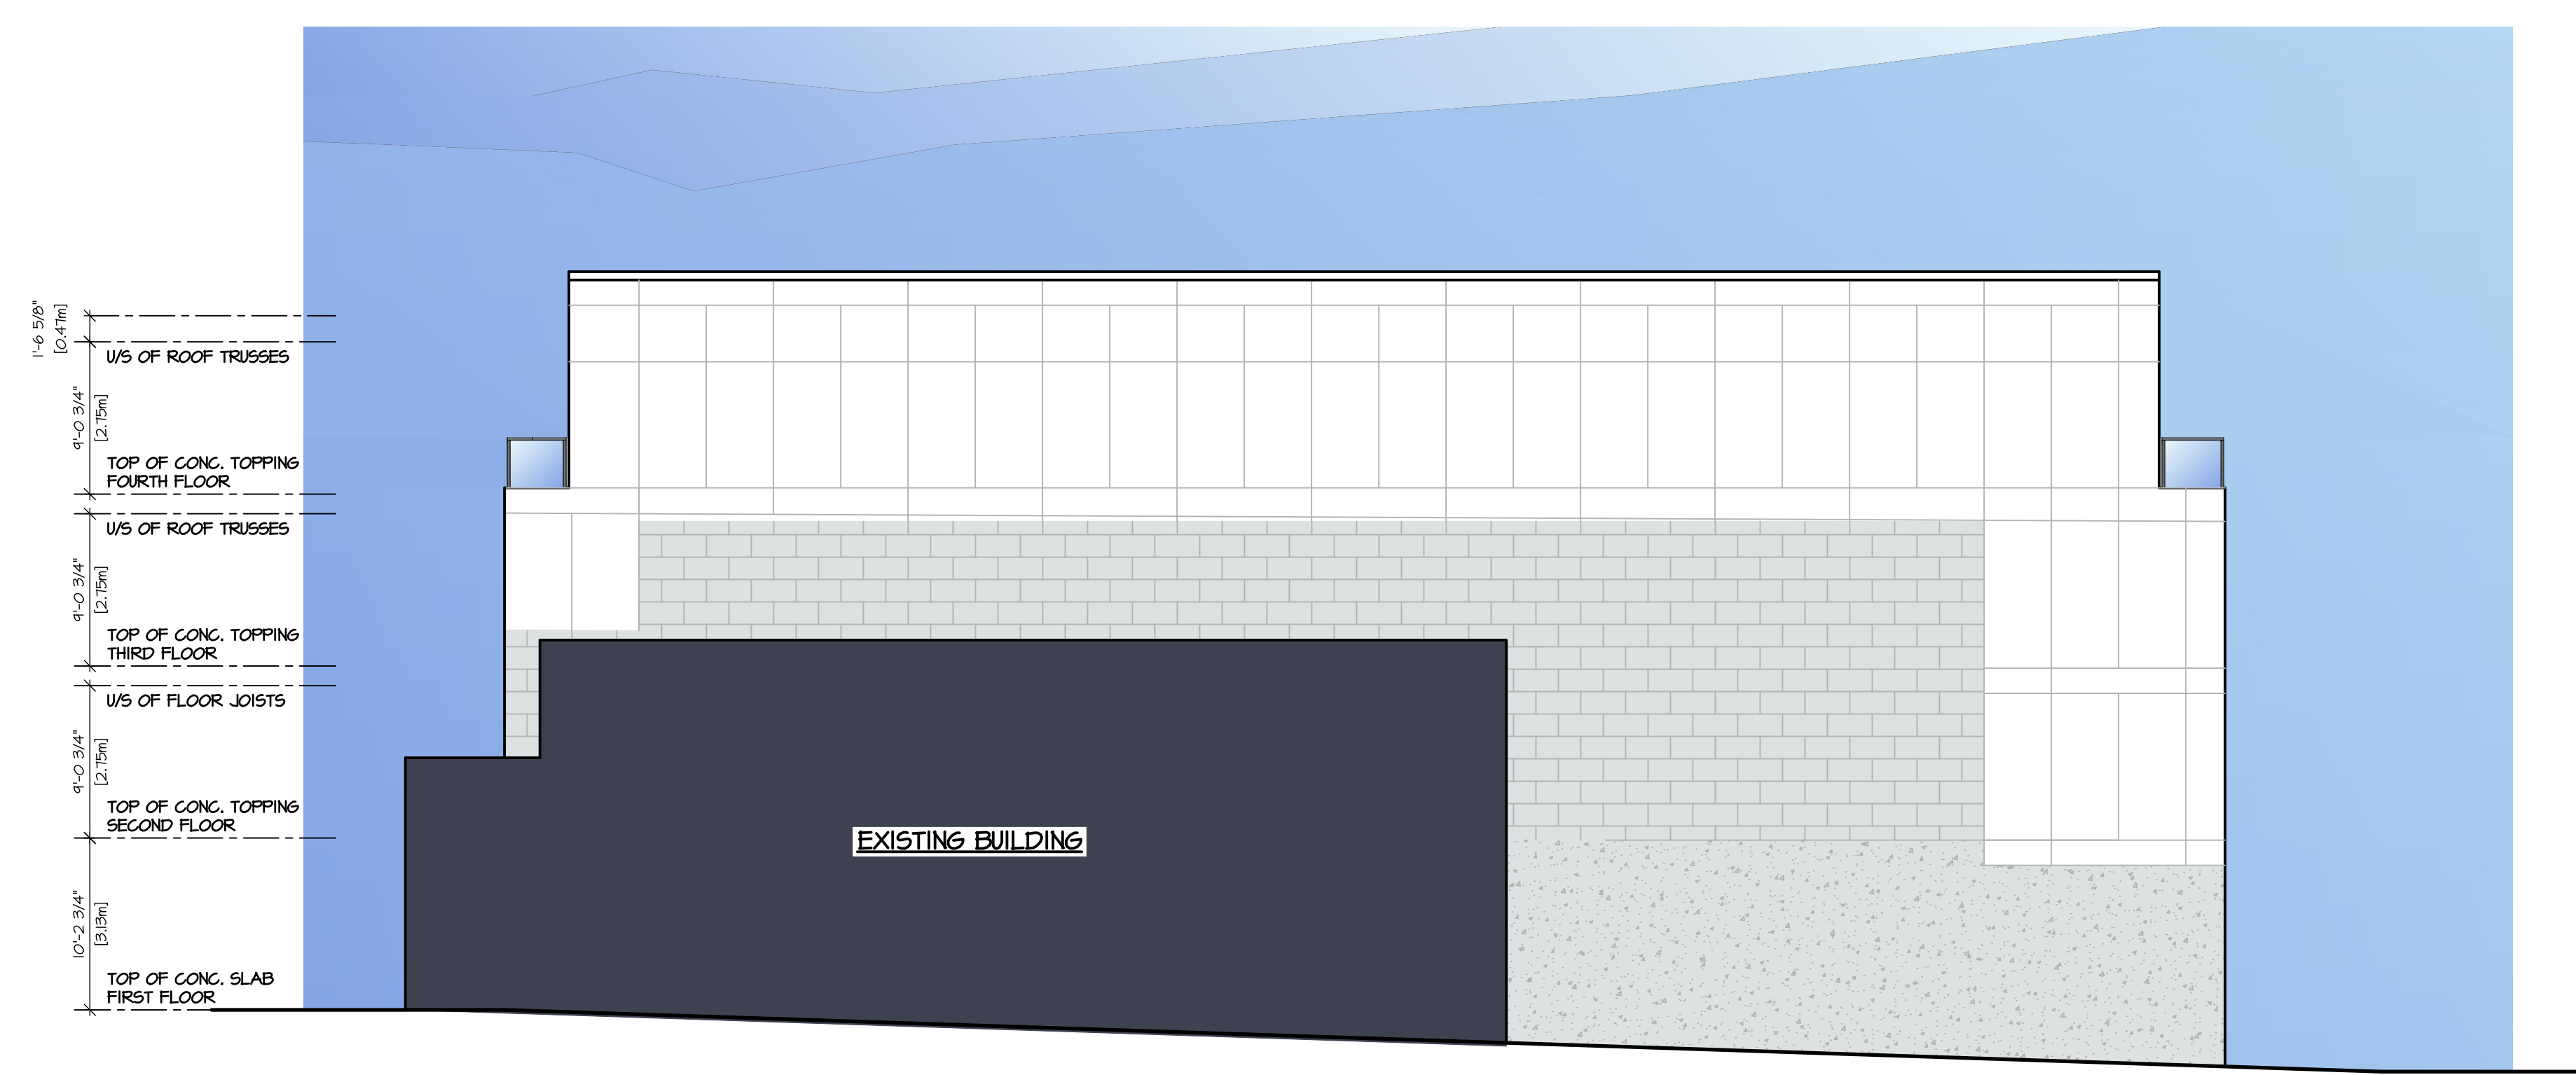 1'-6 5/8"
[0.47m]
U/S OF ROOF TRUSSES
9'-0 3/4"
[2.75m]
TOP OF CONC. TOPPING
FOURTH FLOOR
U/S OF ROOF TRUSSES
9'-0 3/4"
[2.75m]
TOP OF CONC. TOPPING
THIRD FLOOR
U/S OF FLOOR JOISTS
9'-0 3/4"
[2.75m]
TOP OF CONC. TOPPING
SECOND FLOOR
EXISTING BUILDING
10'-2 3/4"
[3.13m]
TOP OF CONC. SLAB
FIRST FLOOR